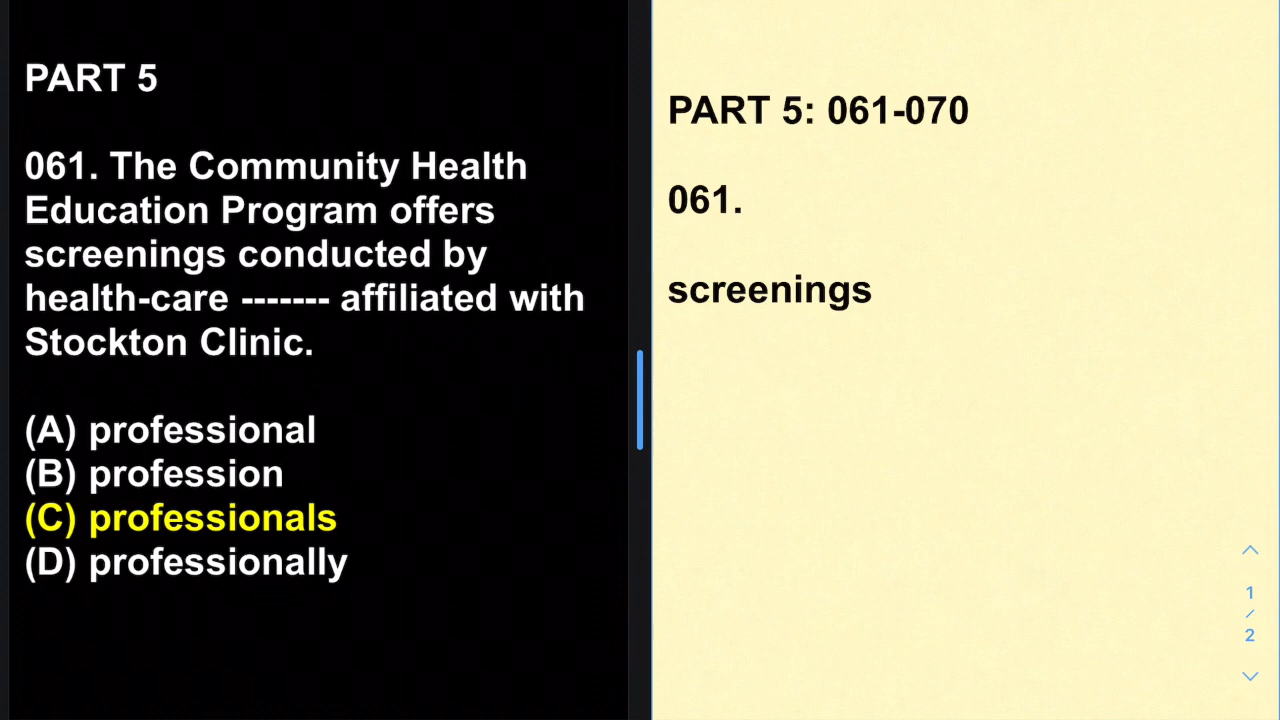 PART 5
061. The Community Health
Education Program offers
screenings conducted by
health-care ------- affiliated with
Stockton Clinic.
(A) professional
(B) profession
(C) professionals
(D) professionally
PART 5: 061-070
061.
screenings
1
/
2